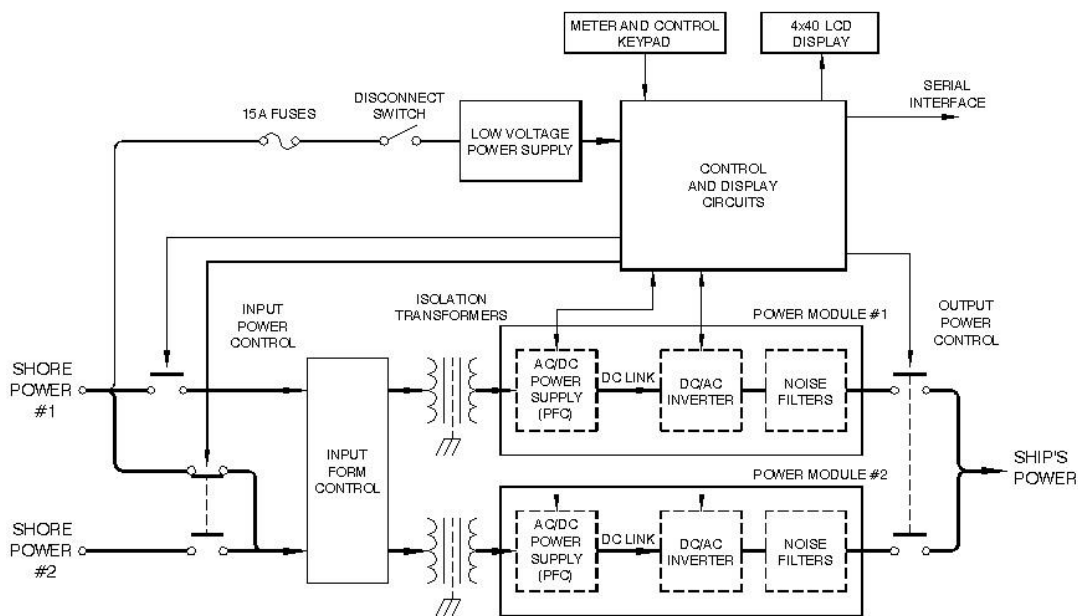 METER AND CONTROL
KEYPAD
4x40 LCD
DISPLAY
SERIAL
INTERFACE
DISCONNECT
SWITCH
15A FUSES
LOW VOLTAGE
POWER SUPPLY
CONTROL
AND DISPLAY
CIRCUITS
INPUT
POWER
CONTROL
ISOLATION
TRANSFORMERS
OUTPUT
POWER
CONTROL
POWER MODULE #1
SHORE
POWER
#1
AC/DC
POWER
SUPPLY
(PFC)
DC LINK
DC/AC
INVERTER
NOISE
FILTERS
INPUT
FORM
CONTROL
SHIP'S
POWER
POWER MODULE #2
SHORE
POWER
#2
AC/DC
POWER
SUPPLY
(PFC)
DC LINK
DC/AC
INVERTER
NOISE
FILTERS